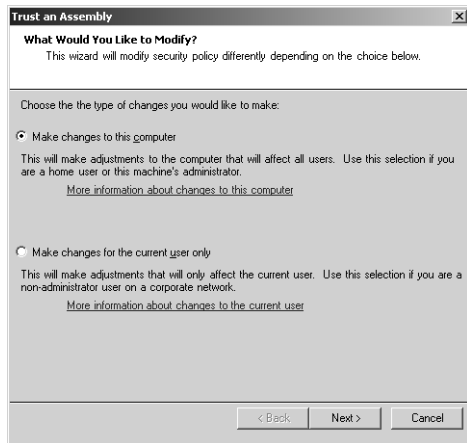 Trust an Assembly
What Would You Like to Modify?
This wizard will modify security policy differently depending on the choice below.
Choose the the type of changes you would like to make:
Make changes to this computer
This will make adjustments to the computer that will affect all users.  Use this selection if you
are a home user or this machine's administrator.
More information about changes to this computer
Make changes for the current user only
This will make adjustments that will only affect the current user.  Use this selection if you are a
non-administrator user on a corporate network.
More information about changes to the current user
< Back
Next >
Cancel